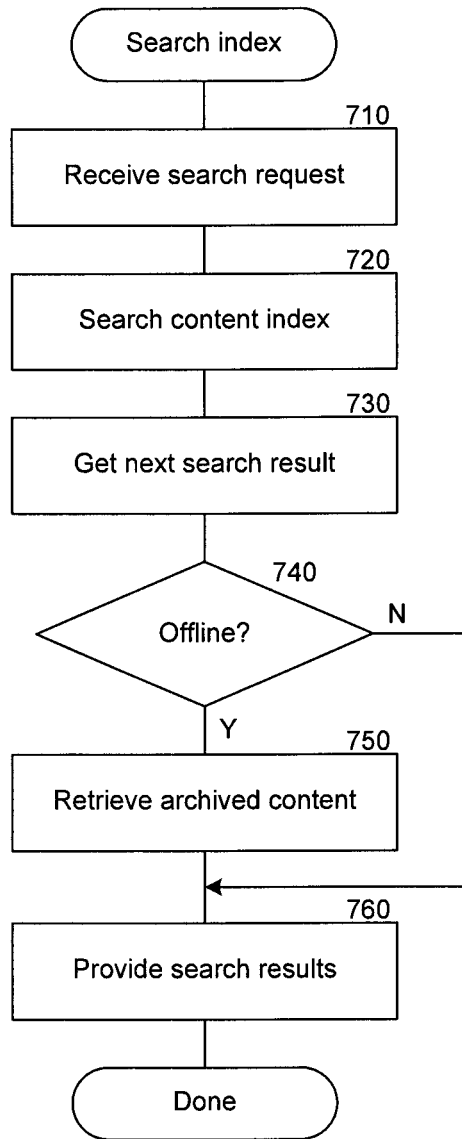 Search index
710
Receive search request
720
Search content index
730
Get next search result
740
Offline?
N
Y
750
Retrieve archived content
760
Provide search results
Done